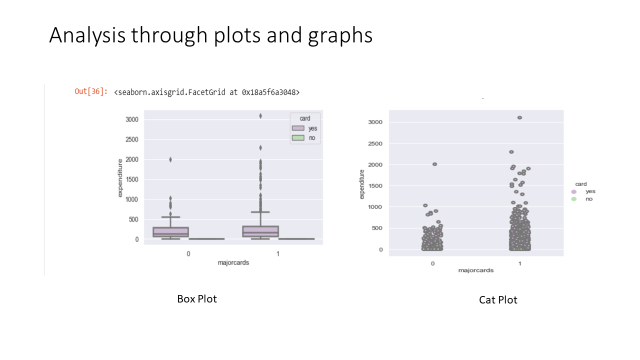 Analysis through plots and graphs
Out[36]: <seaborn.axisgrid.FacetGrid at 0x18a5f6a3048>
card
yes
no
3000
2500
2000
1500
1000
500
0
expenditure
0 1
majorcards
Box Plot
3000
2500
2000
1500
1000
500
0
expenditure
0 1
majorcards
card
yes
no
Cat Plot